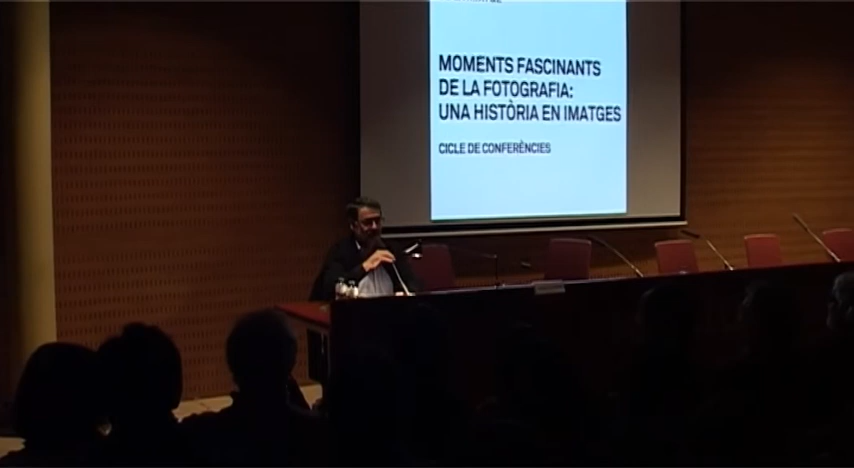 MOMENTS FASCINANTS
DE LA FOTOGRAFIA:
UNA HISTÒRIA EN IMATGES
CICLE DE CONFERÈNCIES